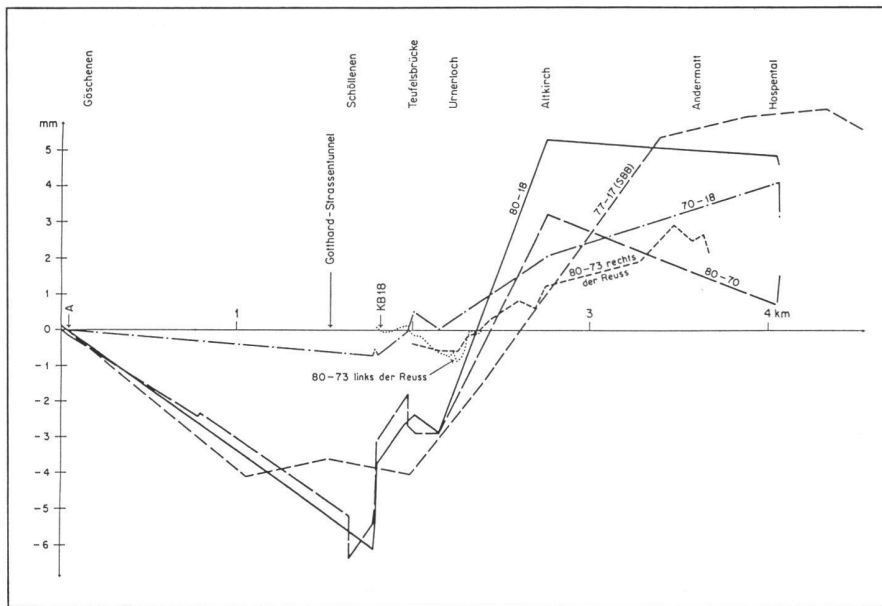 Göschenen
Schöllenen
Teufelsbrücke
Urnerloch
Altkirch
Andermatt
Hospental
mm
5
4
3
2
1
0
-1
-2
-3
-4
-5
-6
A
Gotthard-Strassentunnel
KB18
1
3
4 km
80-18
77-17 (SBB)
70-18
80-70
80-73 rechts
der Reuss
80-73 links der Reuss